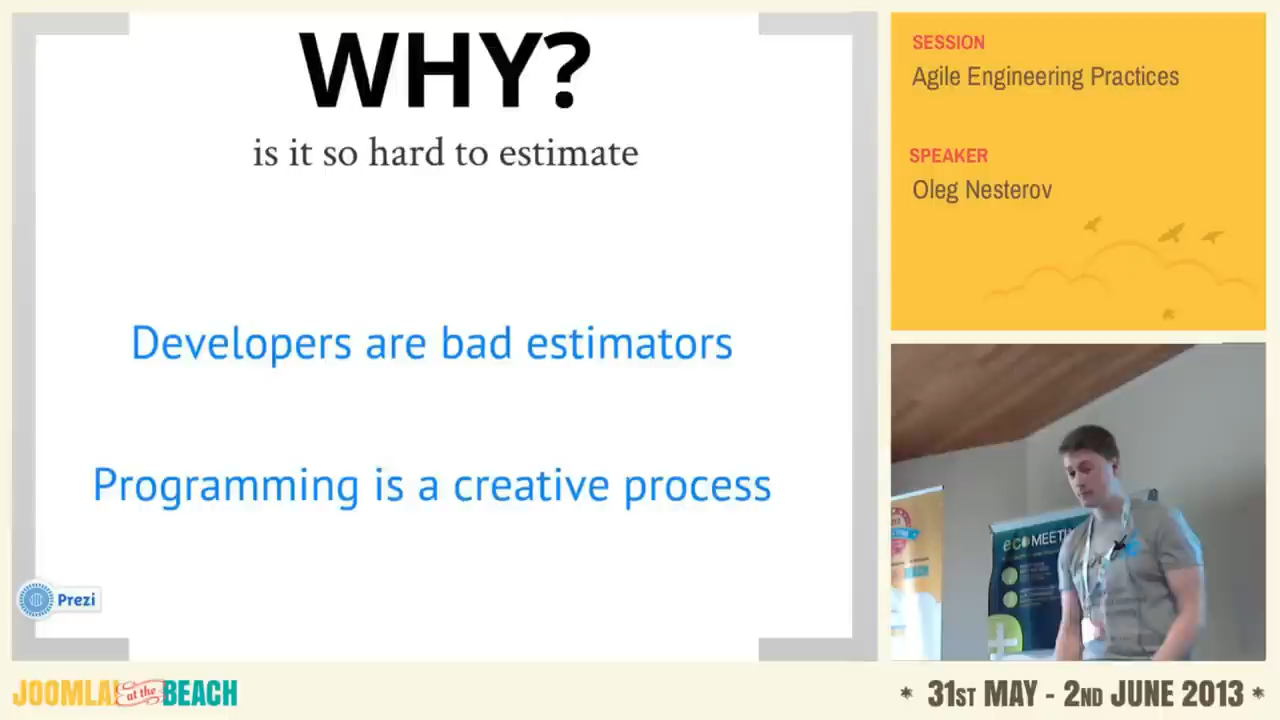 WHY?
is it so hard to estimate
Developers are bad estimators
Programming is a creative process
Prezi
SESSION
Agile Engineering Practices
SPEAKER
Oleg Nesterov
JOOMLA! at the BEACH
* 31ST MAY - 2ND JUNE 2013 *